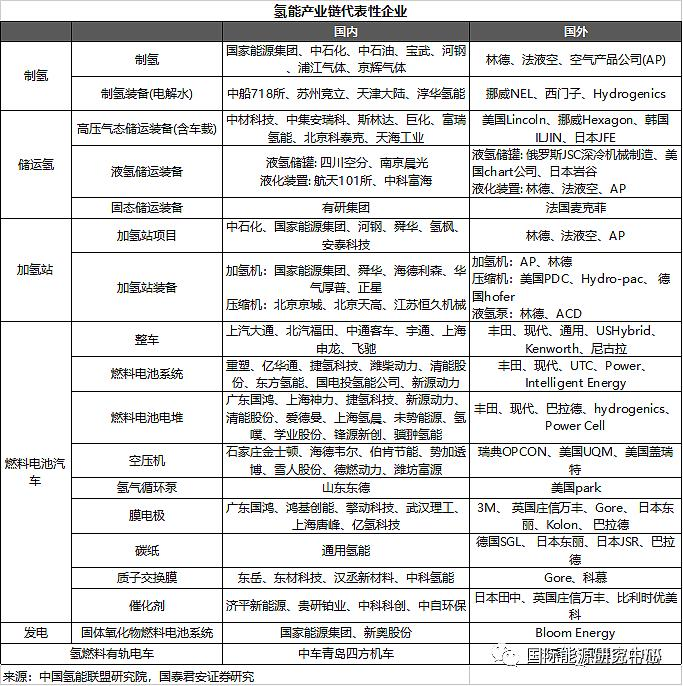 氢能产业链代表性企业
国内
国外
制氢
制氢
国家能源集团、中石化、中石油、宝武、河钢
、浦江气体、京辉气体
林德、法液空、空气产品公司(AP)
制氢装备(电解水)
中船718所、苏州竞立、天津大陆、淳华氢能
挪威NEL、西门子、Hydrogenics
储运氢
高压气态储运装备(含车载)
中材科技、中集安瑞科、斯林达、巨化、富瑞
氢能、北京科泰克、天海工业
美国Lincoln、挪威Hexagon、韩国
ILJIN、日本JFE
液氢储运装备
液氢储罐: 四川空分、南京晨光
液化装置: 航天101所、中科富海
液氢储罐: 俄罗斯JSC深冷机械制造、美
国chart公司、日本岩谷
液化装置: 林德、法液空、AP
固态储运装备
有研集团
法国麦克菲
加氢站
加氢站项目
中石化、国家能源集团、河钢、舜华、氢枫、
安泰科技
林德、法液空、AP
加氢站装备
加氢机：国家能源集团、舜华、海德利森、华
气厚普、正星
压缩机：北京京城、北京天高、江苏恒久机械
加氢机：AP、林德
压缩机：美国PDC、Hydro-pac、 德
国hofer
液氢泵：林德、ACD
燃料电池汽
车
整车
上汽大通、北汽福田、中通客车、宇通、上海
申龙、飞驰
丰田、现代、通用、USHybrid、
Kenworth、尼古拉
燃料电池系统
重塑、亿华通、捷氢科技、潍柴动力、清能股
份、东方氢能、国电投氢能公司、新源动力
丰田、现代、UTC、Power、
Intelligent Energy
燃料电池电堆
广东国鸿、上海神力、捷氢科技、新源动力、
清能股份、爱德曼、上海氢晨、未势能源、氢
璞、学业股份、锋源新创、骥翀氢能
丰田、现代、巴拉德、hydrogenics、
Power Cell
空压机
石家庄金士顿、海德韦尔、伯肯节能、势加透
博、雪人股份、德燃动力、潍坊富源
瑞典OPCON、美国UQM、美国盖瑞
特
氢气循环泵
山东东德
美国park
膜电极
广东国鸿、鸿基创能、擎动科技、武汉理工、
上海唐峰、亿氢科技
3M、 英国庄信万丰、Gore、 日本东
丽、Kolon、 巴拉德
碳纸
通用氢能
德国SGL、 日本东丽、日本JSR、巴拉
德
质子交换膜
东岳、东材科技、汉丞新材料、中科氢能
Gore、科慕
催化剂
济平新能源、贵研铂业、中科科创、中自环保
日本田中、英国庄信万丰、比利时优美
科
发电
固体氧化物燃料电池系统
国家能源集团、新奥股份
Bloom Energy
氢燃料有轨电车
中车青岛四方机车
国际能源研究中心
来源：中国氢能联盟研究院，国泰君安证券研究